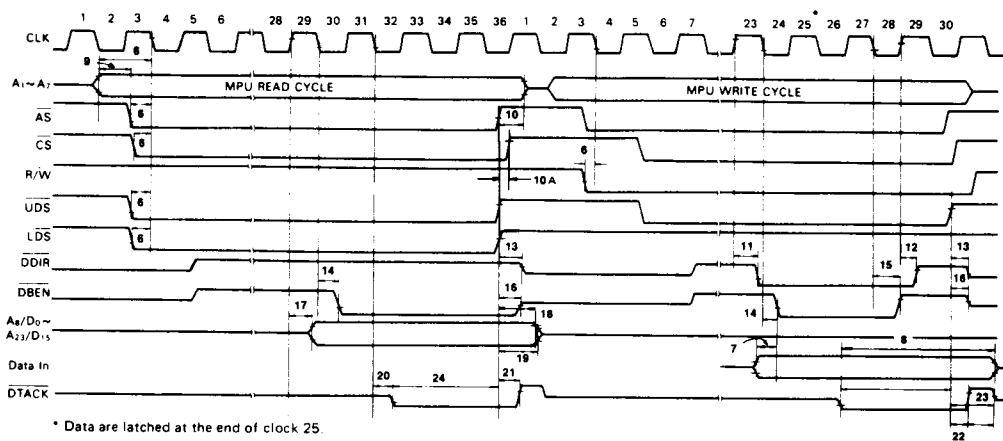 1 2 3 4 5 6 28 29 30 31 32 33 34 35 36 1 2 3 4 5 6 7 23 24 25* 26 27 28 29 30
CLK
6
9
A1~A7 MPU READ CYCLE MPU WRITE CYCLE
AS 6 10
CS 6 6
R/W 10A
UDS 6
LDS 6
DDIR 13 11 12 13
DBEN 14 16 15 16
A8/D0~ 17 18 14
A23/D15
19 7 8
Data In
DTACK 20 24 21 23
22
* Data are latched at the end of clock 25.